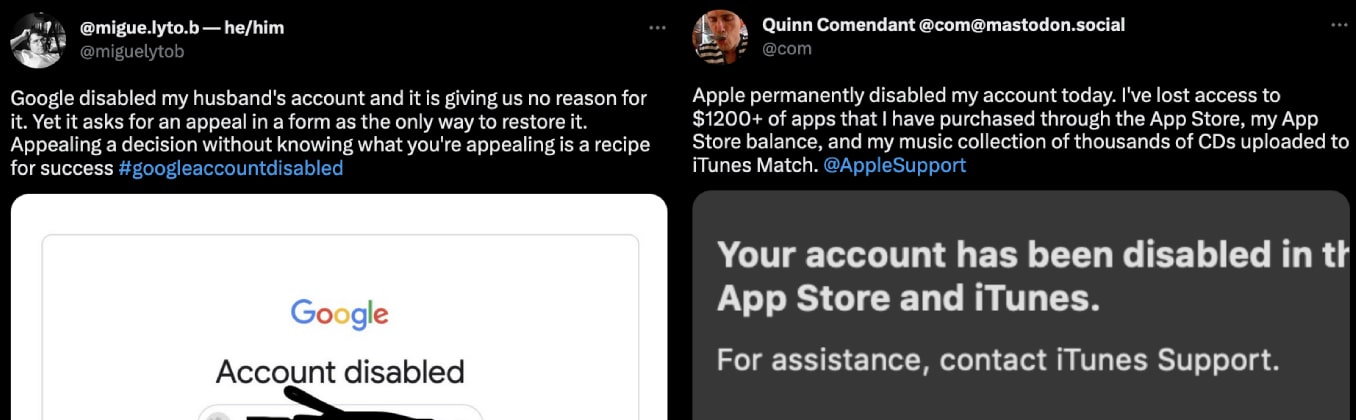 @migue.lyto.b — he/him
@miguelytob
Google disabled my husband's account and it is giving us no reason for
it. Yet it asks for an appeal in a form as the only way to restore it.
Appealing a decision without knowing what you're appealing is a recipe
for success #googleaccountdisabled
Google
Account disabled
Quinn Comendant @com@mastodon.social
@com
Apple permanently disabled my account today. I've lost access to
$1200+ of apps that I have purchased through the App Store, my App
Store balance, and my music collection of thousands of CDs uploaded to
iTunes Match. @AppleSupport
Your account has been disabled in th
App Store and iTunes.
For assistance, contact iTunes Support.